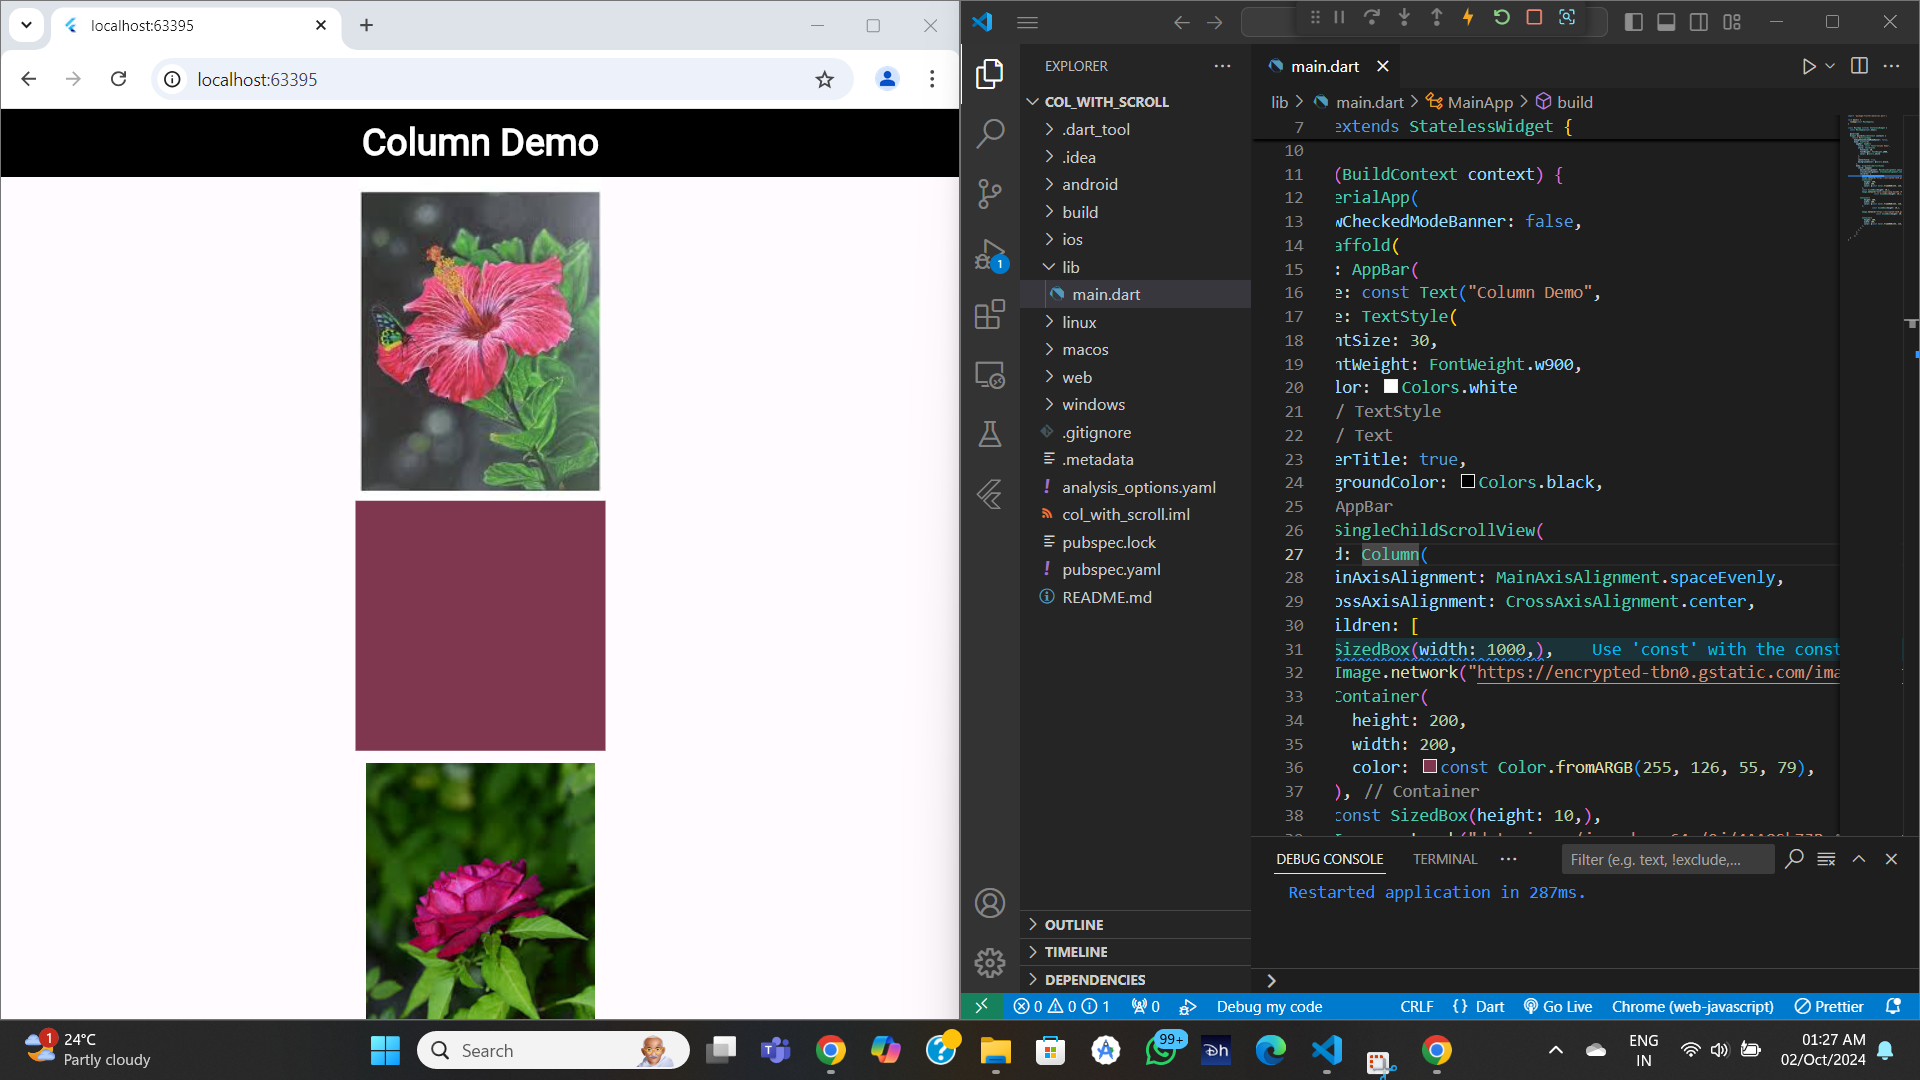 localhost:63395
localhost:63395
Column Demo
EXPLORER
COL_WITH_SCROLL
.dart_tool
.idea
android
build
ios
lib
main.dart
linux
macos
web
windows
.gitignore
.metadata
analysis_options.yaml
col_with_scroll.iml
pubspec.lock
pubspec.yaml
README.md
OUTLINE
TIMELINE
DEPENDENCIES
1
main.dart
lib > main.dart > MainApp > build
7 extends StatelessWidget {
10
11 (BuildContext context) {
12 erialApp(
13 wCheckedModeBanner: false,
14 affold(
15 : AppBar(
16 e: const Text("Column Demo",
17 e: TextStyle(
18 ntSize: 30,
19 ntWeight: FontWeight.w900,
20 lor: Colors.white
21 / TextStyle
22 / Text
23 erTitle: true,
24 groundColor: Colors.black,
25 AppBar
26 SingleChildScrollView(
27 d: Column(
28 inAxisAlignment: MainAxisAlignment.spaceEvenly,
29 ossAxisAlignment: CrossAxisAlignment.center,
30 ildren: [
31 SizedBox(width: 1000,), Use 'const' with the const
32 Image.network("https://encrypted-tbn0.gstatic.com/ima
33 Container(
34 height: 200,
35 width: 200,
36 color: const Color.fromARGB(255, 126, 55, 79),
37 ), // Container
38 const SizedBox(height: 10,),
DEBUG CONSOLE TERMINAL
Filter (e.g. text, !exclude,...
Restarted application in 287ms.
0 0 1 0 Debug my code CRLF {} Dart Go Live Chrome (web-javascript) Prettier
1
24°C
Partly cloudy
Search
99+
ENG
IN
01:27 AM
02/Oct/2024